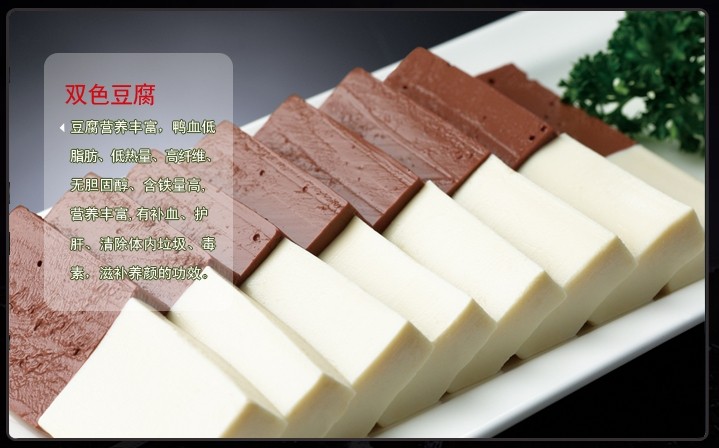 双色豆腐
豆腐营养丰富，鸭血低
脂肪、低热量、高纤维、
无胆固醇、含铁量高,
营养丰富,有补血、护
肝、清除体内垃圾、毒
素，滋补养颜的功效。